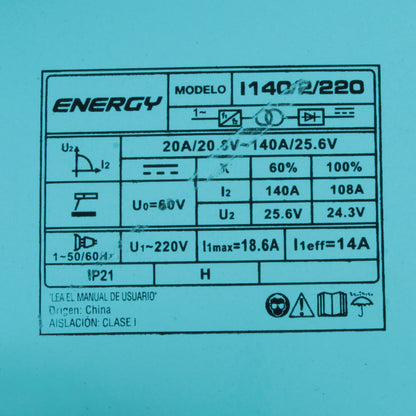 ENERGY
MODELO I140/2/220
1~
20A/20.8V~140A/25.6V
U2
I2
X 60% 100%
U0=60V
I2 140A 108A
U2 25.6V 24.3V
1~50/60Hz
U1~220V I1max=18.6A I1eff=14A
IP21 H
"LEA EL MANUAL DE USUARIO"
Origen: China
AISLACIÓN: CLASE I